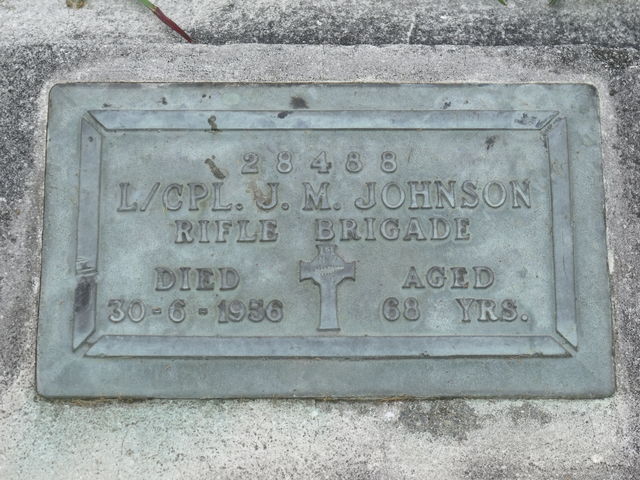 28488
L/CPL. J. M. JOHNSON
RIFLE BRIGADE
DIED AGED
30-6-1956 68 YRS.